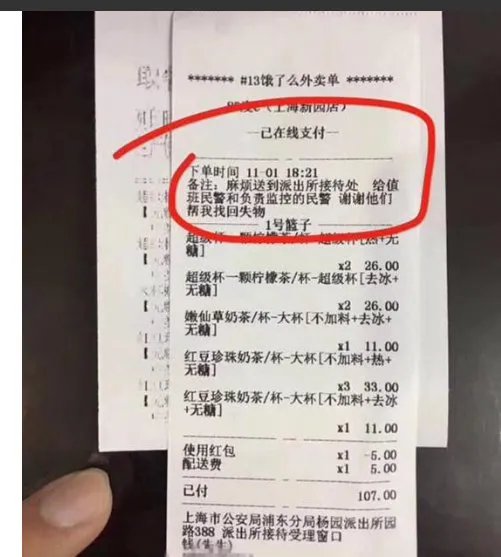 ******* #13饿了么外卖单 *******
85度C（上海新园店）
—已在线支付—
下单时间 11-01 18:21
备注：麻烦送到派出所接待处 给值
班民警和负责监控的民警 谢谢他们
帮我找回失物
1号篮子
超级杯一颗柠檬茶/杯-超级杯[热+无
糖]
x2 26.00
超级杯一颗柠檬茶/杯-超级杯[去冰+
无糖]
x2 26.00
嫩仙草奶茶/杯-大杯[不加料+去冰+
无糖]
x1 11.00
红豆珍珠奶茶/杯-大杯[不加料+热+
无糖]
x3 33.00
红豆珍珠奶茶/杯-大杯[不加料+去冰
+无糖]
x1 11.00
使用红包 x1 -5.00
配送费 x1 5.00
已付 107.00
上海市公安局浦东分局杨园派出所园
路388 派出所接待受理窗口
钱(先生)